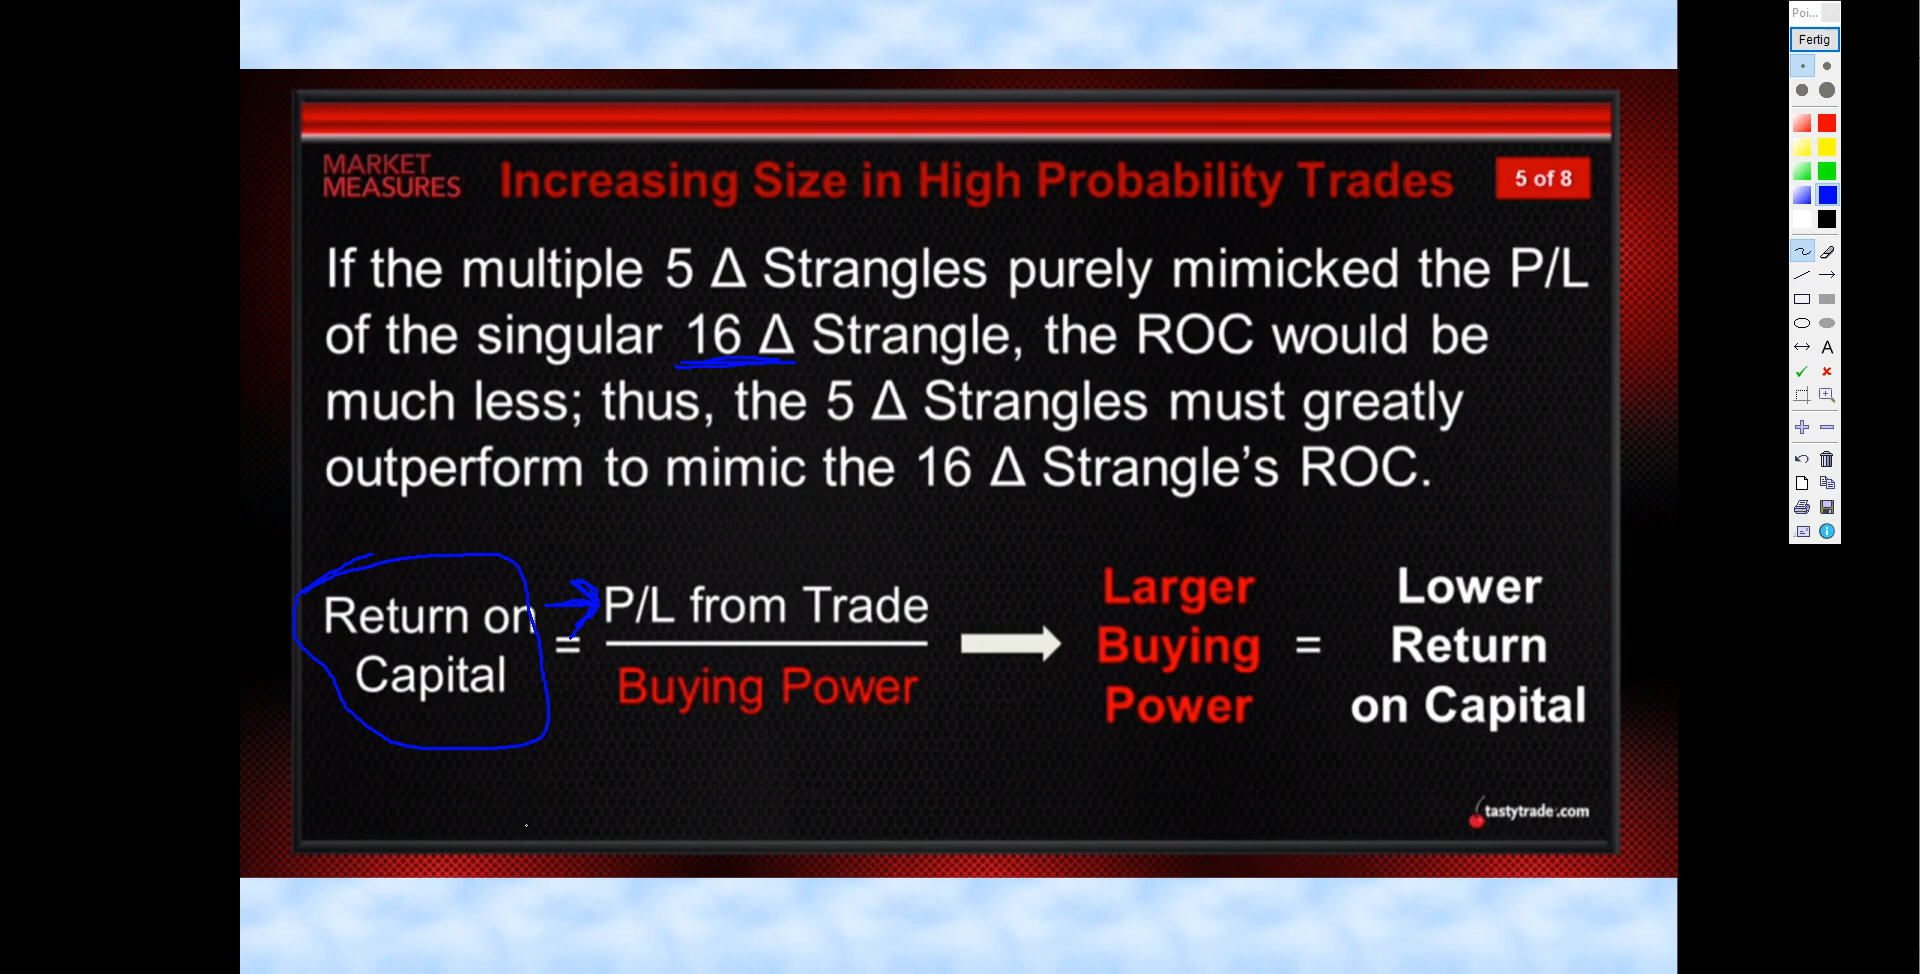 Poi...
Fertig
MARKET
MEASURES
Increasing Size in High Probability Trades
5 of 8
If the multiple 5 Δ Strangles purely mimicked the P/L
of the singular 16 Δ Strangle, the ROC would be
much less; thus, the 5 Δ Strangles must greatly
outperform to mimic the 16 Δ Strangle’s ROC.
Return on
Capital
=
P/L from Trade
Buying Power
Larger
Buying
Power
=
Lower
Return
on Capital
tastytrade.com
A